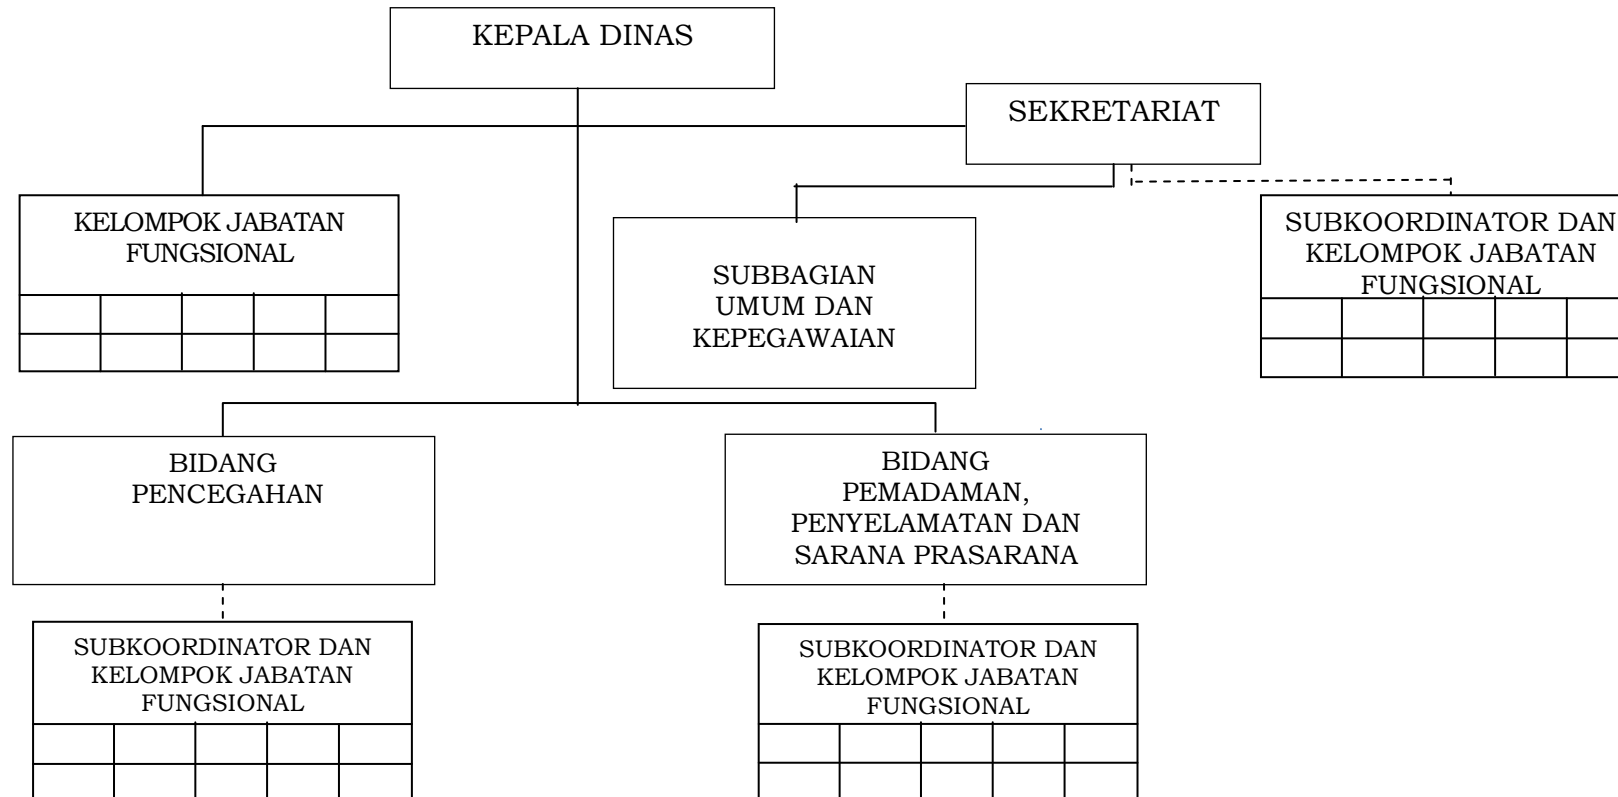 KEPALA DINAS
SEKRETARIAT
KELOMPOK JABATAN
FUNGSIONAL
SUBBAGIAN
UMUM DAN
KEPEGAWAIAN
SUBKOORDINATOR DAN
KELOMPOK JABATAN
FUNGSIONAL
BIDANG
PENCEGAHAN
BIDANG
PEMADAMAN,
PENYELAMATAN DAN
SARANA PRASARANA
SUBKOORDINATOR DAN
KELOMPOK JABATAN
FUNGSIONAL
SUBKOORDINATOR DAN
KELOMPOK JABATAN
FUNGSIONAL